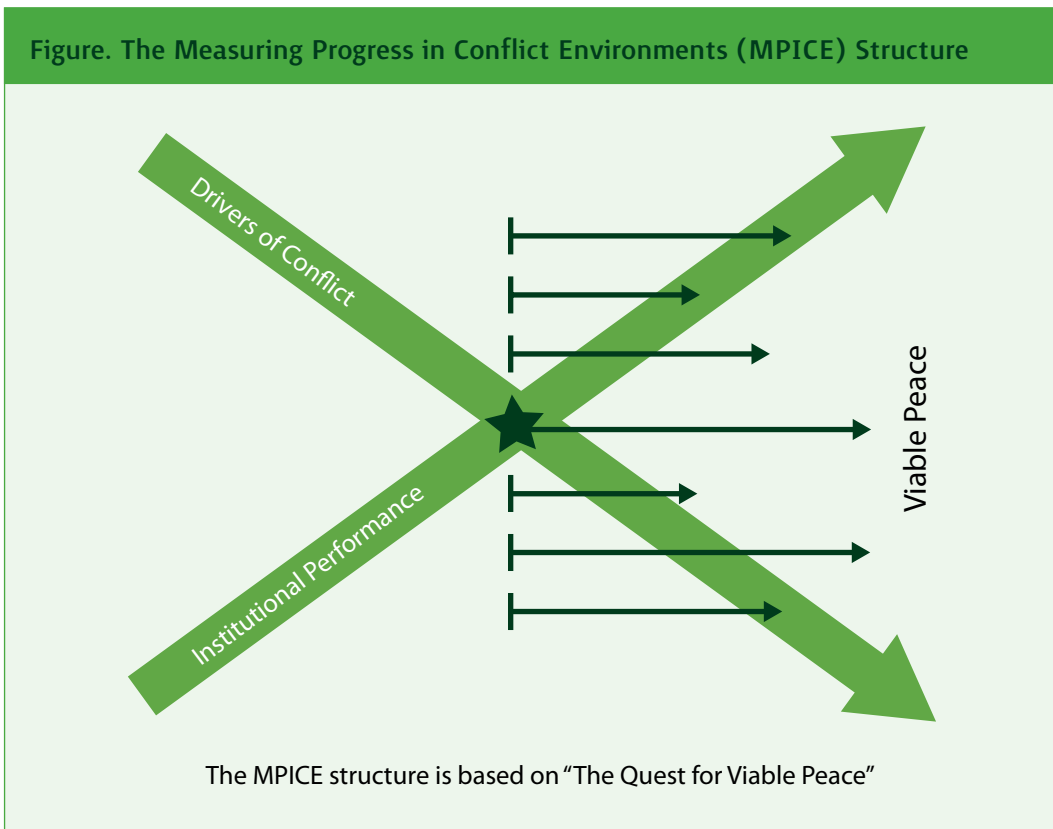 Figure. The Measuring Progress in Conflict Environments (MPICE) Structure
Drivers of Conflict
Viable Peace
Institutional Performance
The MPICE structure is based on “The Quest for Viable Peace”